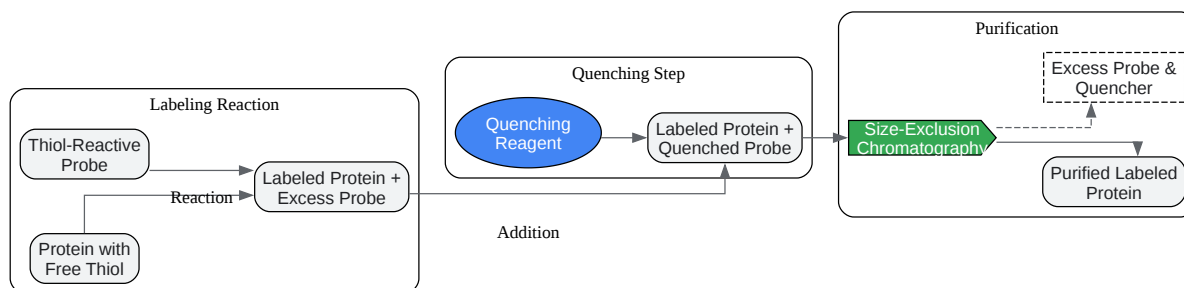 Labeling Reaction
Thiol-Reactive
Probe
Reaction
Protein with
Free Thiol
Labeled Protein +
Excess Probe
Addition
Quenching Step
Quenching
Reagent
Labeled Protein +
Quenched Probe
Purification
Size-Exclusion
Chromatography
Excess Probe &
Quencher
Purified Labeled
Protein